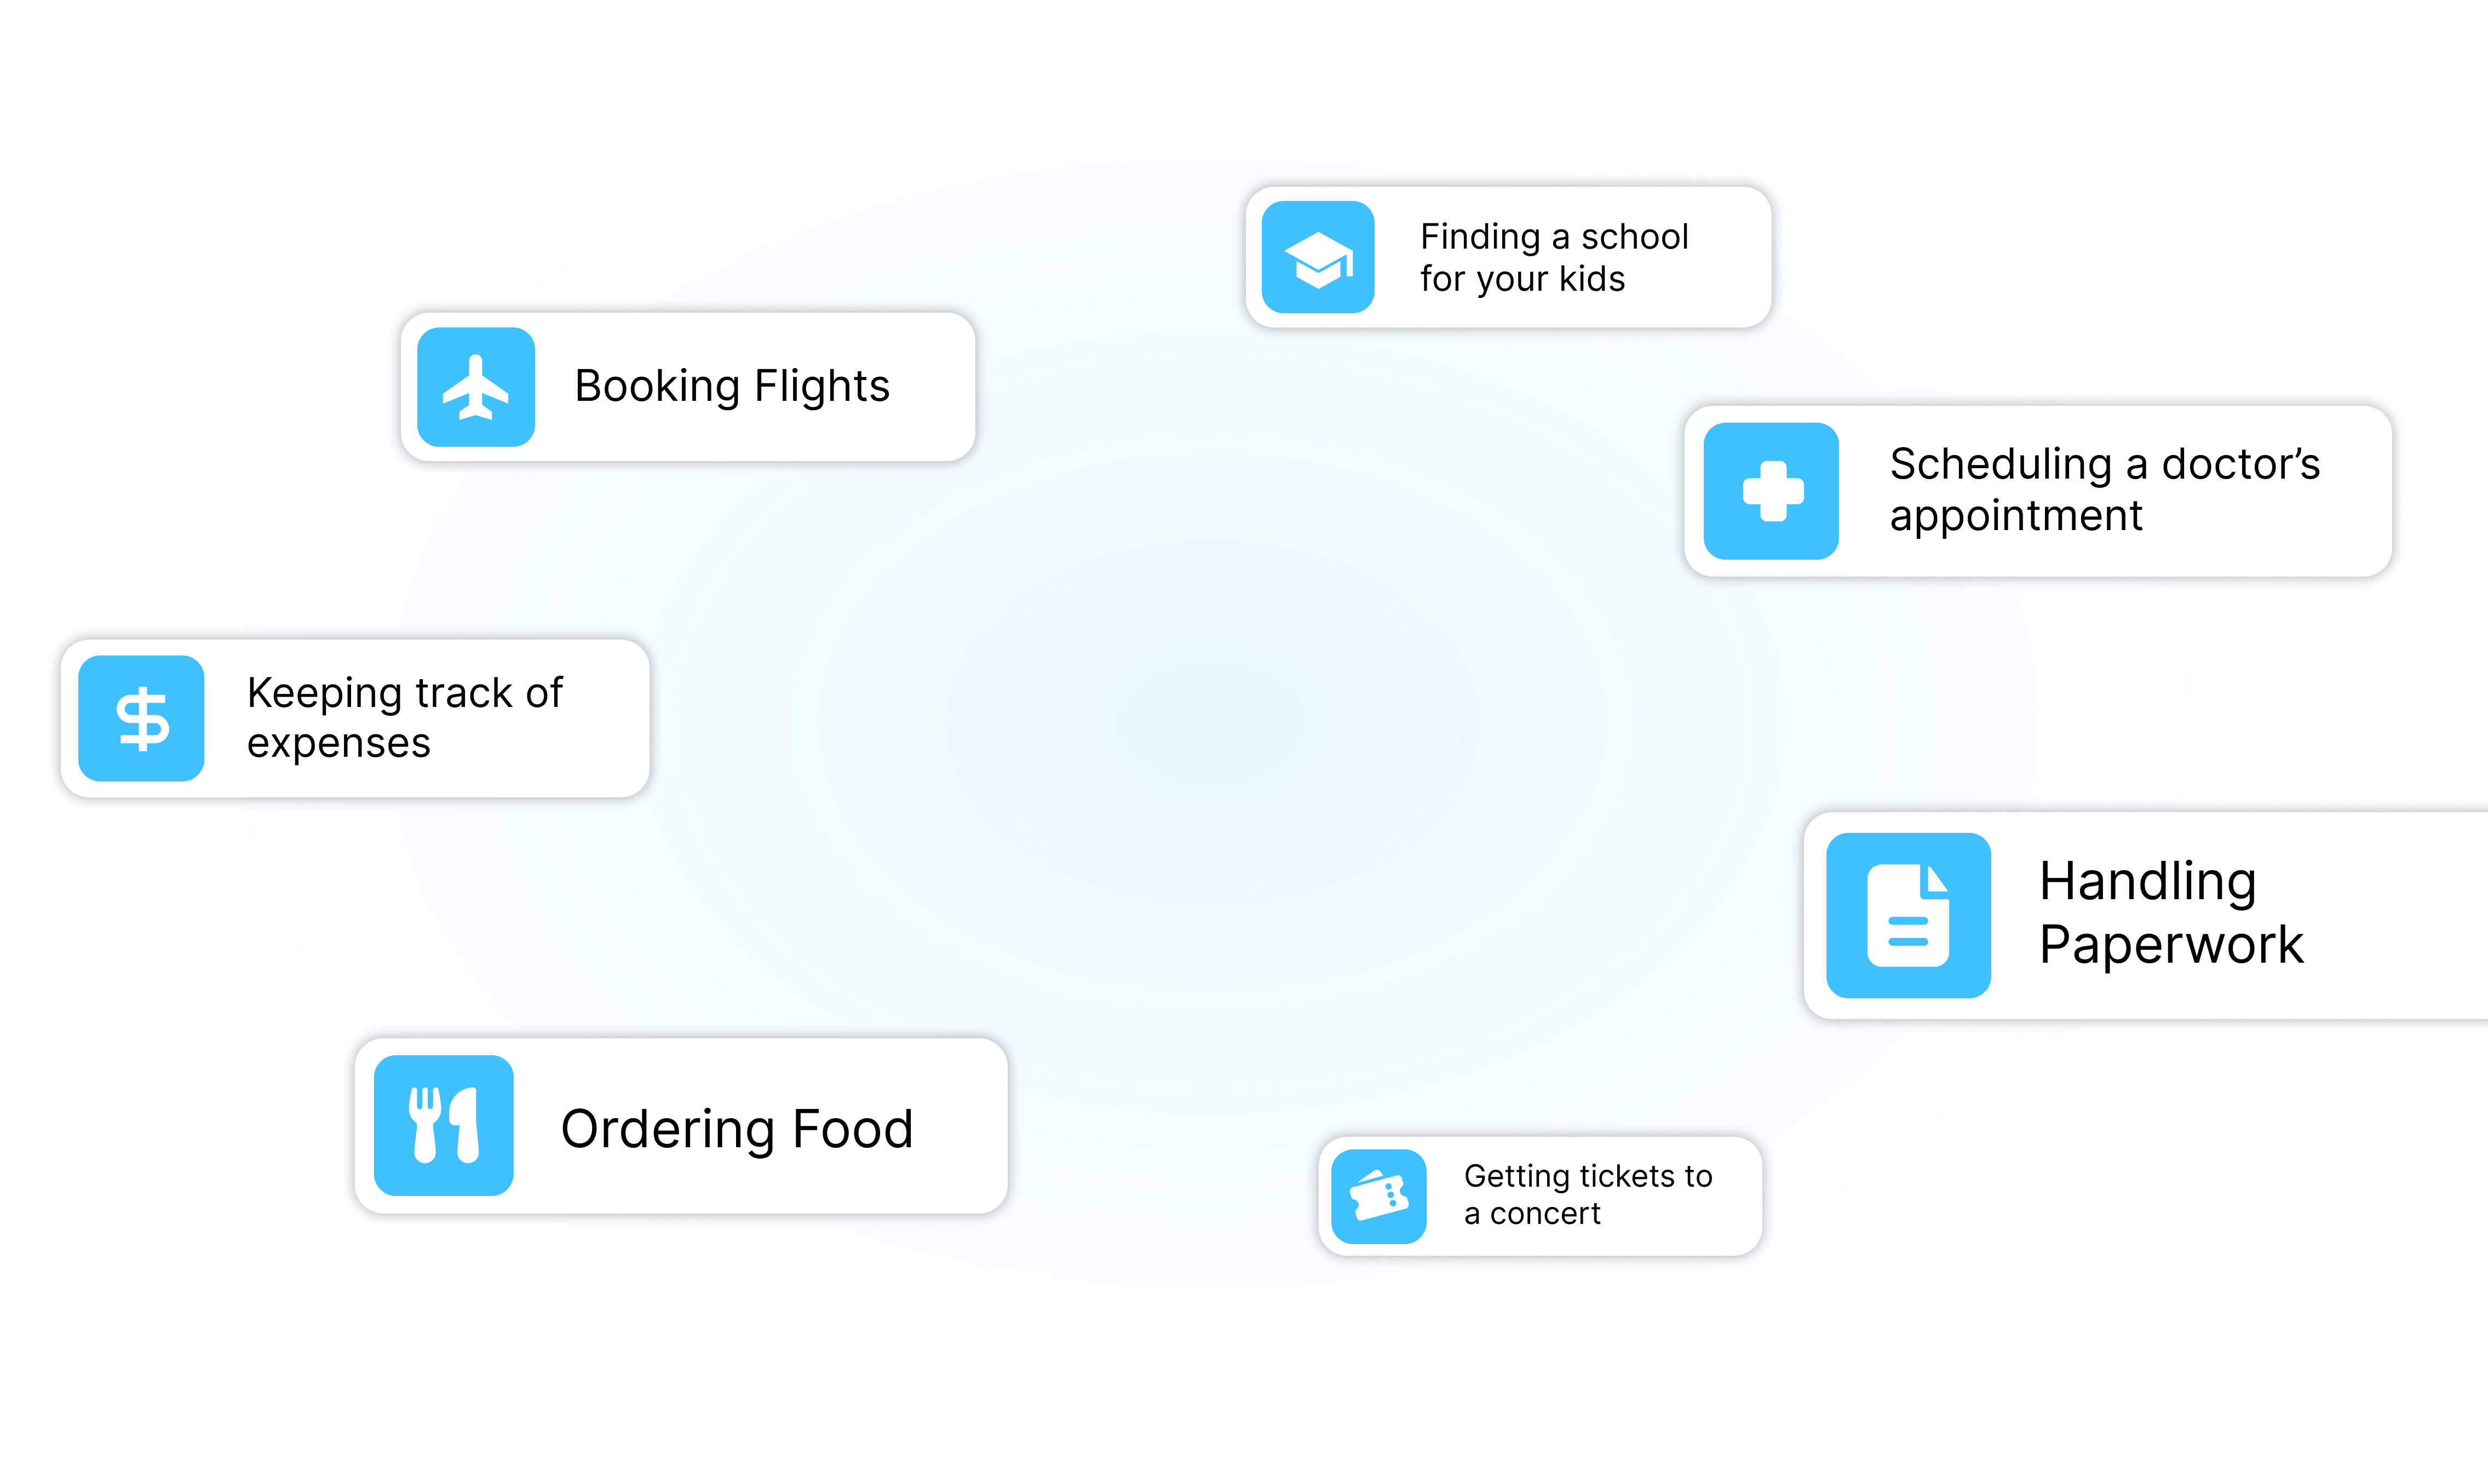 Finding a school
for your kids
Booking Flights
Scheduling a doctor’s
appointment
Keeping track of
expenses
Handling
Paperwork
Ordering Food
Getting tickets to
a concert